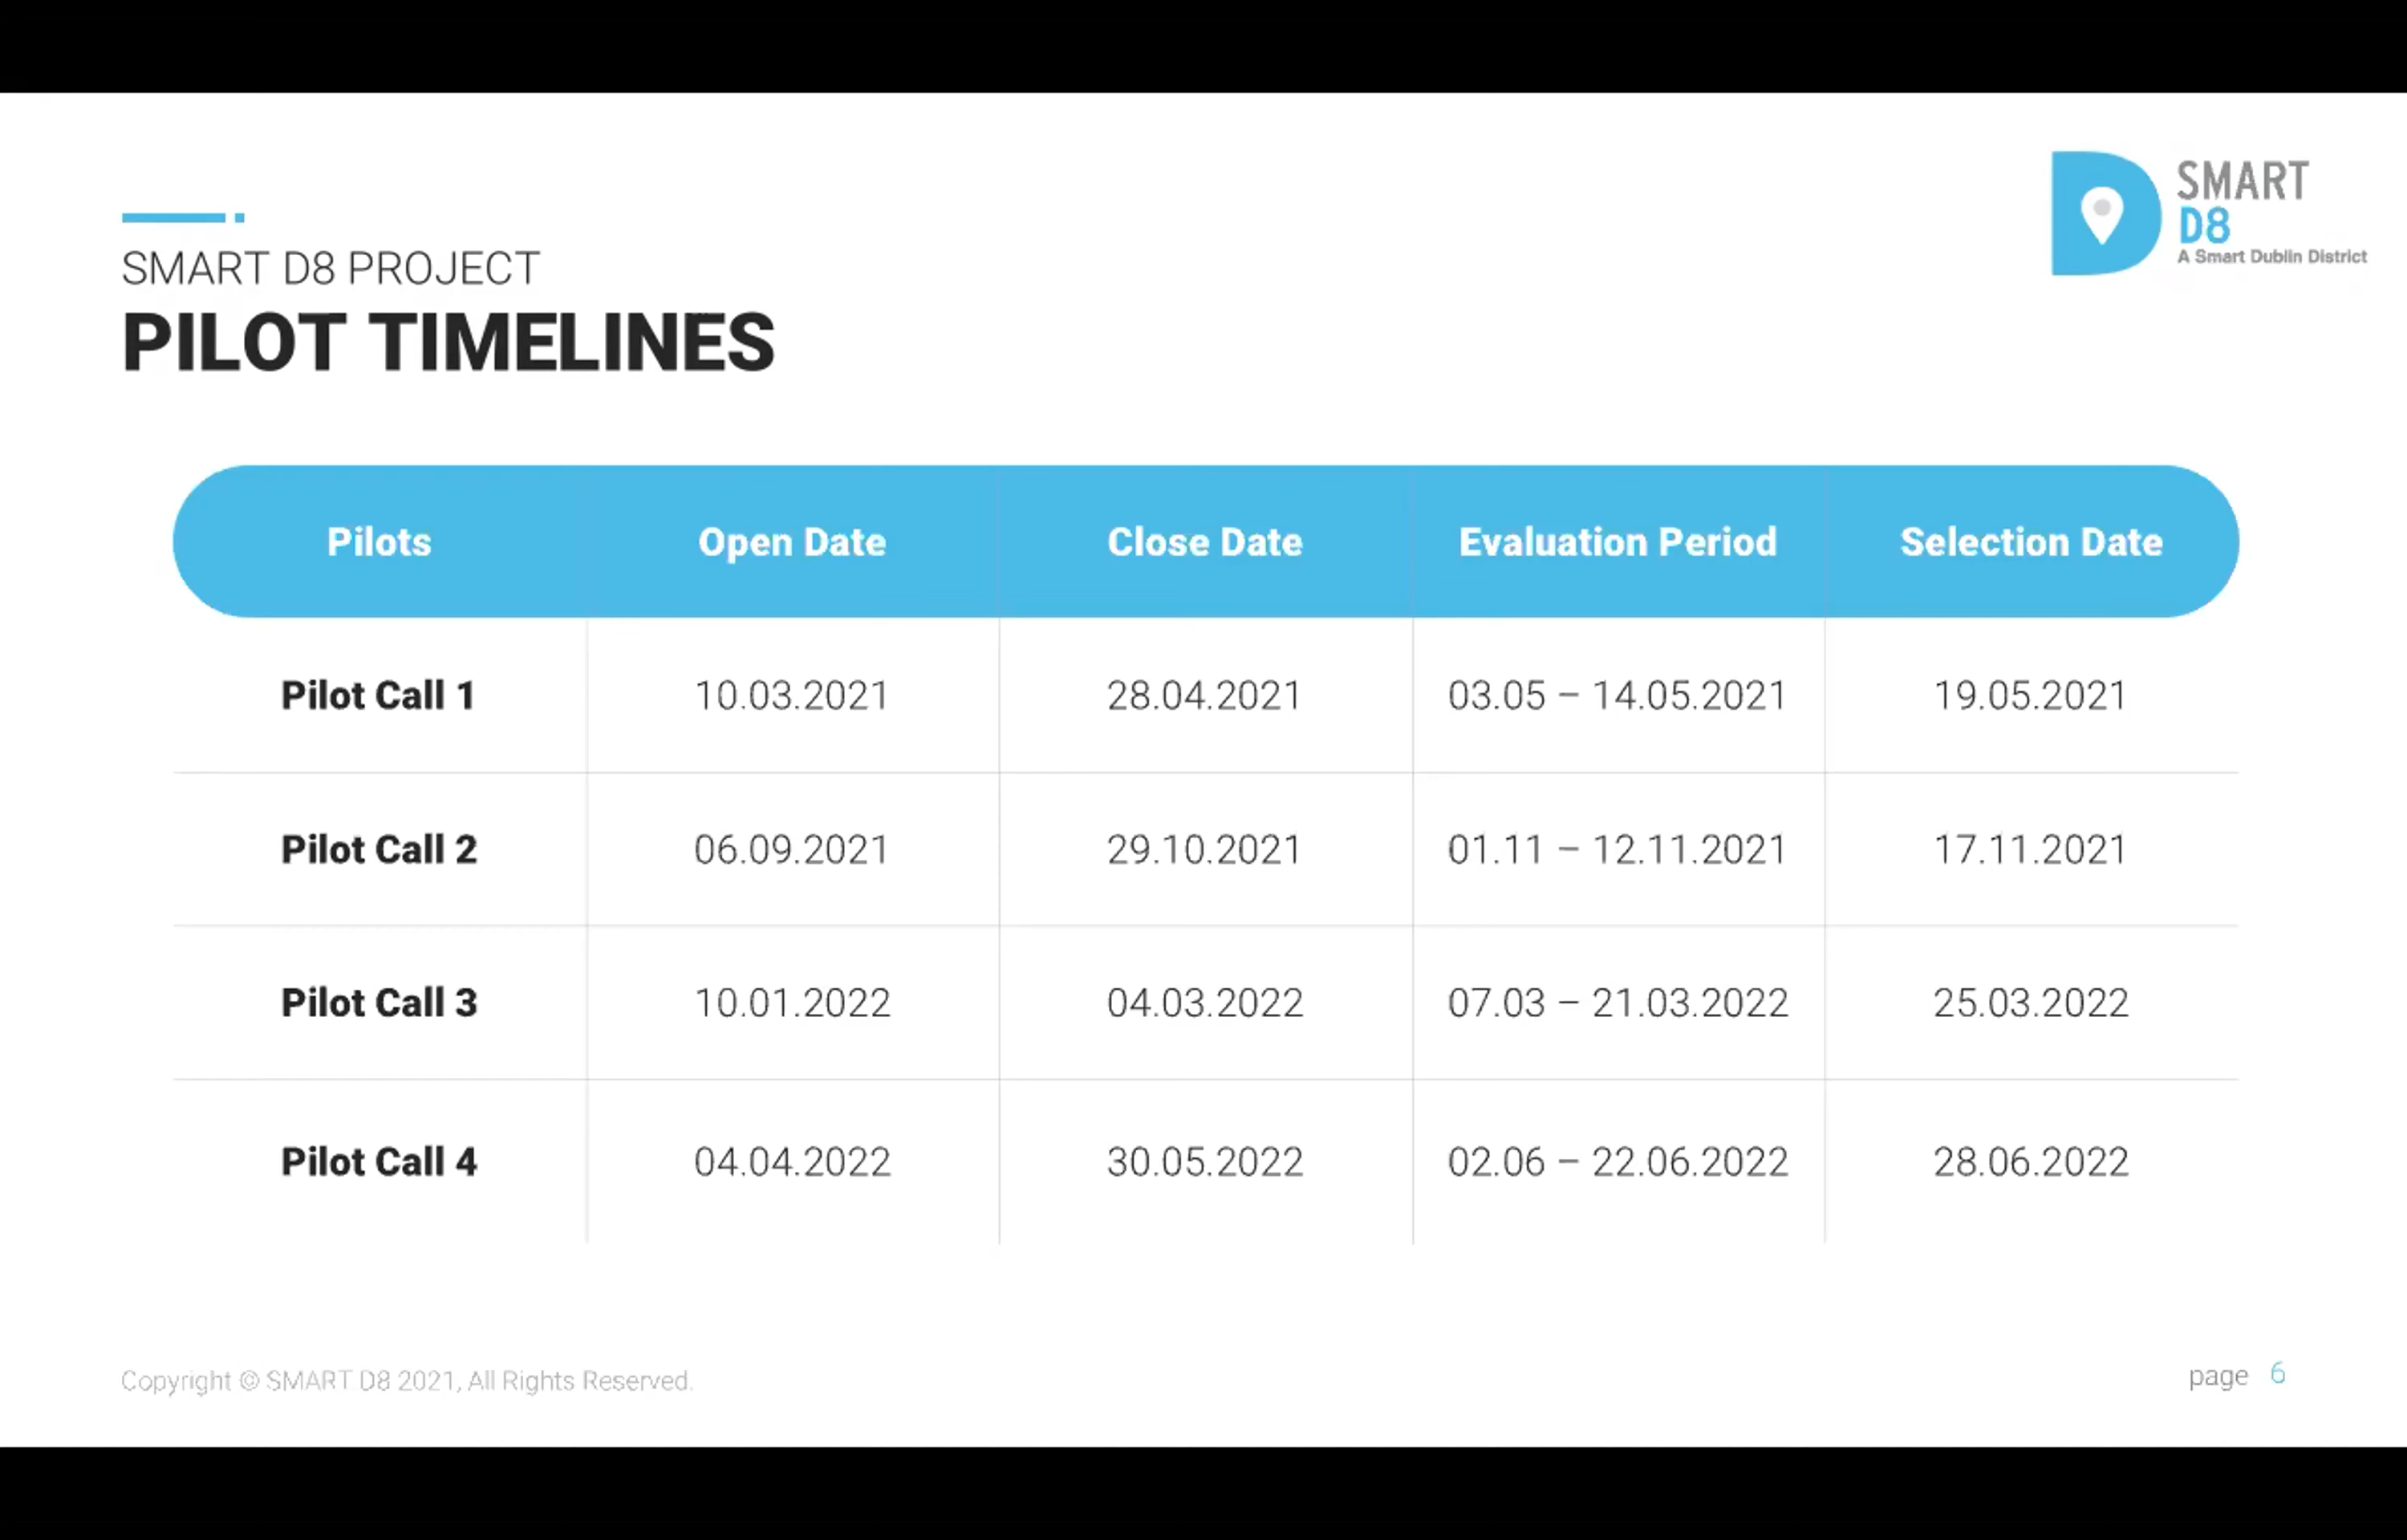 SMART
D8
A Smart Dublin District
SMART D8 PROJECT
PILOT TIMELINES
Pilots Open Date Close Date Evaluation Period Selection Date
Pilot Call 1 10.03.2021 28.04.2021 03.05 – 14.05.2021 19.05.2021
Pilot Call 2 06.09.2021 29.10.2021 01.11 – 12.11.2021 17.11.2021
Pilot Call 3 10.01.2022 04.03.2022 07.03 – 21.03.2022 25.03.2022
Pilot Call 4 04.04.2022 30.05.2022 02.06 – 22.06.2022 28.06.2022
Copyright © SMART D8 2021, All Rights Reserved.
page 6